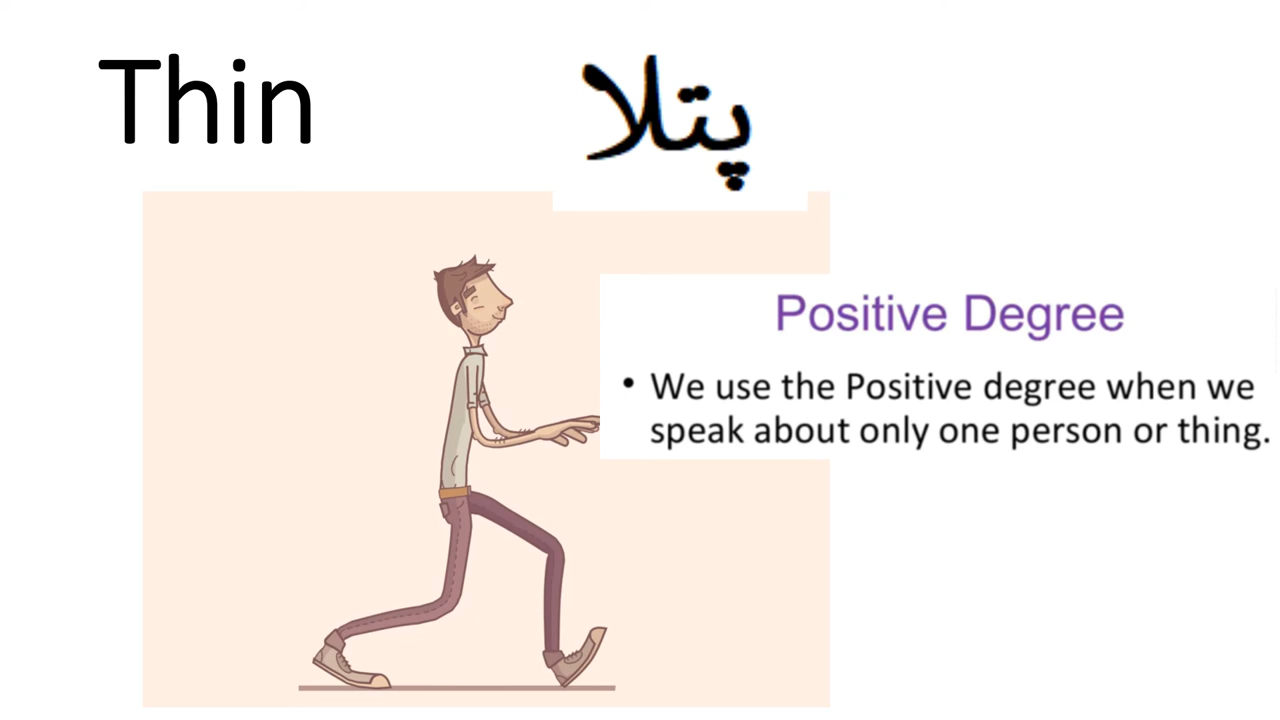 Thin
پتلا
Positive Degree
• We use the Positive degree when we
speak about only one person or thing.